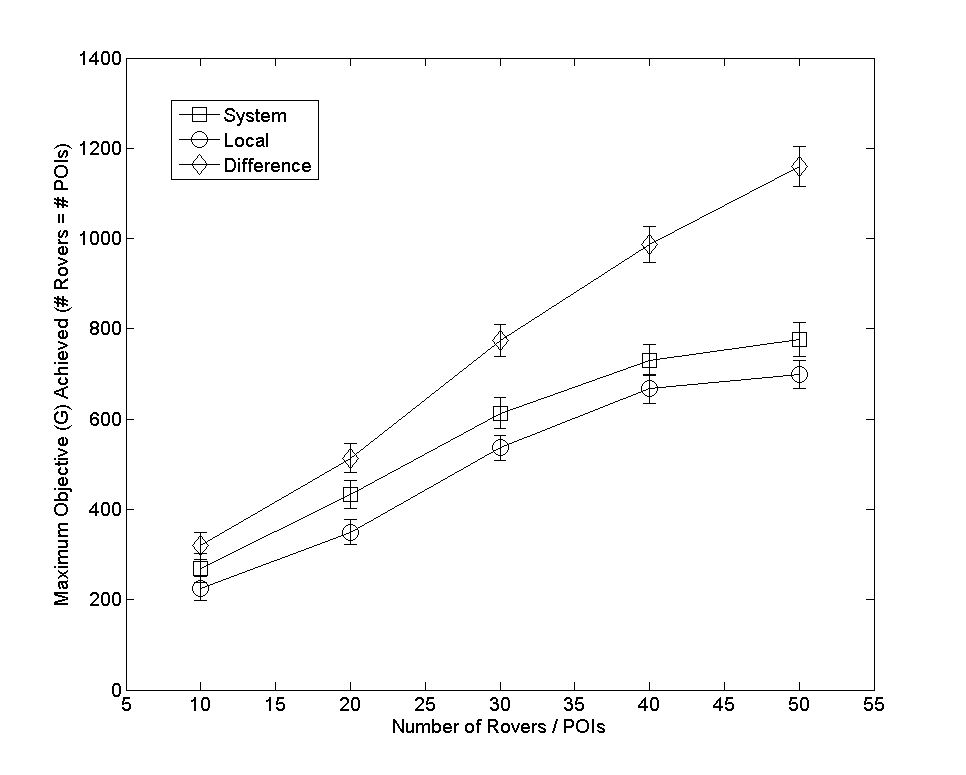 1400
1200
1000
800
600
400
200
0
Maximum Objective (G) Achieved (# Rovers = # POIs)
System
Local
Difference
5 10 15 20 25 30 35 40 45 50 55
Number of Rovers / POIs